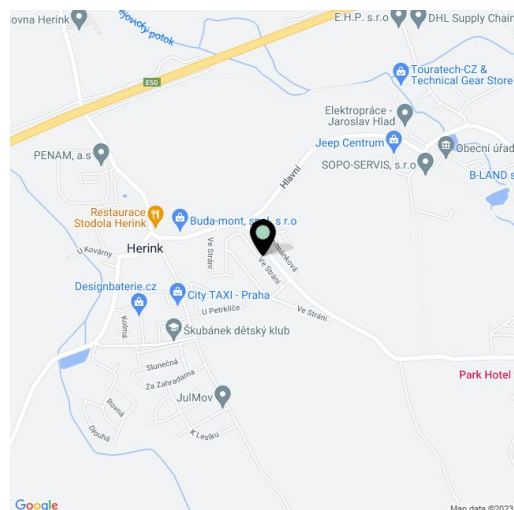 ovna Herink
E.H.P. s.r.o
DHL Supply Chain
ejovický potok
Touratech-CZ &
Technical Gear Store
E50
Elektropráce -
Jaroslav Hlad
Jeep Centrum
Obecní úřad
PENAM, a.s
SOPO-SERVIS, s.r.o
B-LAND s
Hlavní
Restaurace
Stodola Herink
Buda-mont, spol. s r.o
Herink
U Kovárny
Ve Stráni
Ve Stráni
Designbaterie.cz
City TAXI - Praha
U Petrklíče
Ve Stráni
Kolmá
Škubánek dětský klub
Slunečná
Za Zahradama
Park Hotel
JulMov
Rovná
Dlouhá
K Lesíku
Google
Map data ©2023